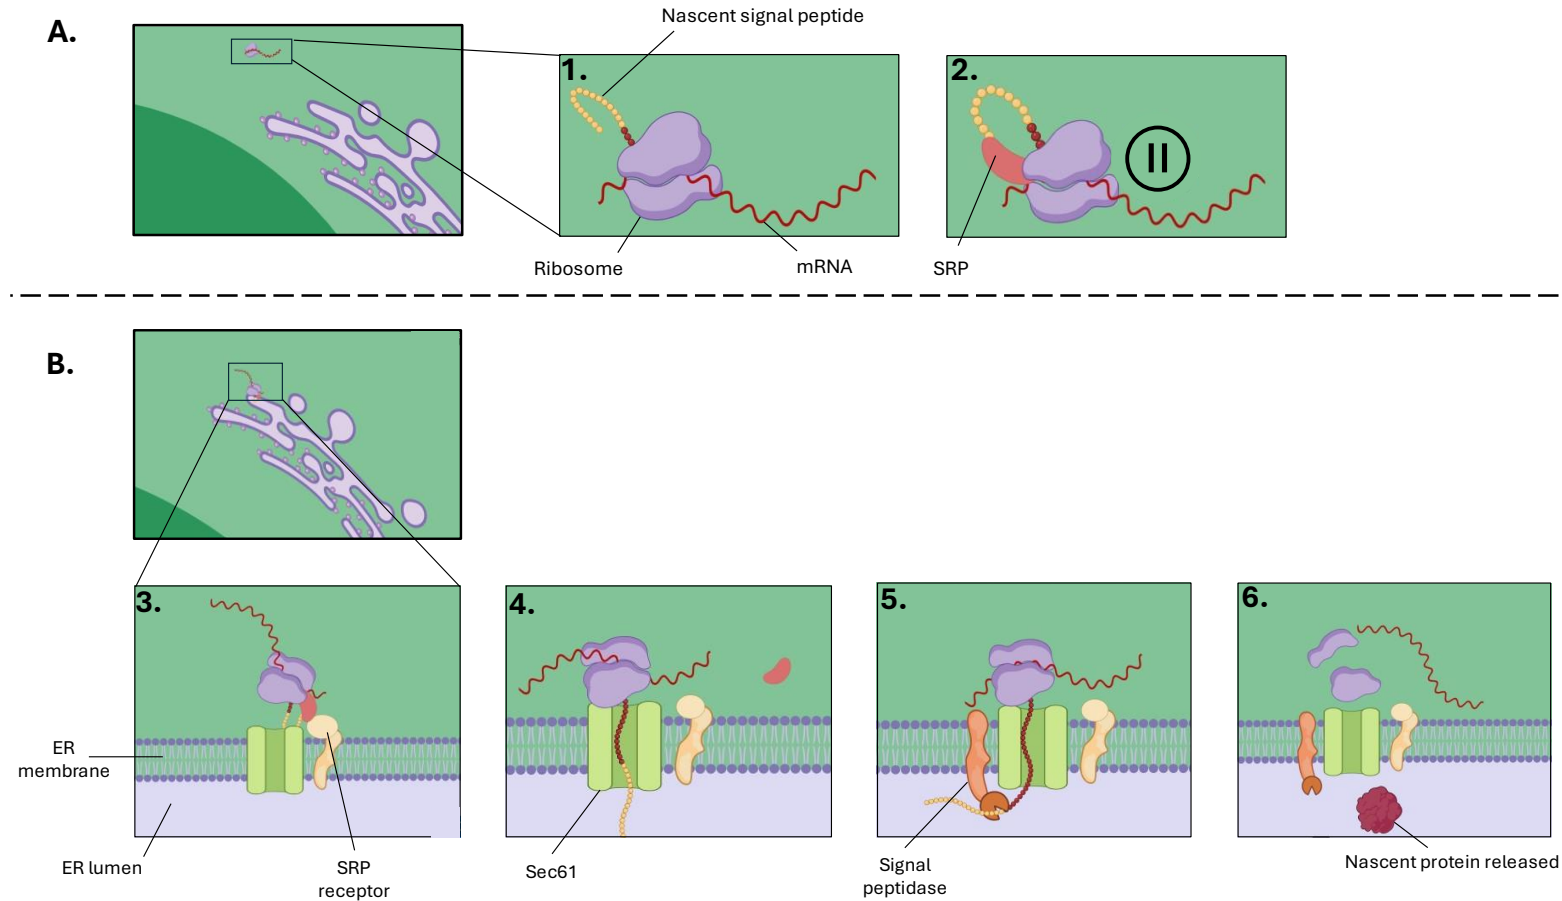 A.
Nascent signal peptide
1.
2.
Ribosome
mRNA
SRP
B.
3.
4.
5.
6.
ER
membrane
ER lumen
SRP
receptor
Sec61
Signal
peptidase
Nascent protein released